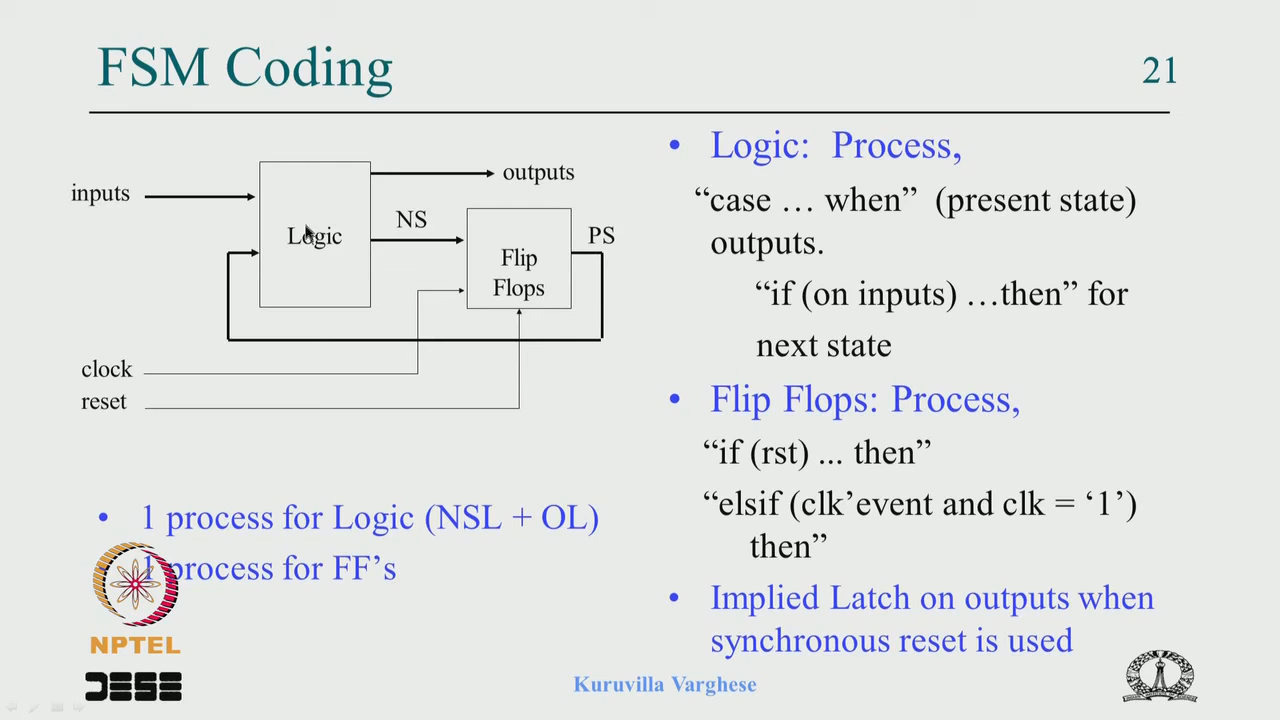 FSM Coding
21
inputs
Logic
outputs
NS
Flip
Flops
PS
clock
reset
• 1 process for Logic (NSL + OL)
1 process for FF’s
• Logic: Process,
“case … when” (present state)
outputs.
“if (on inputs) …then” for
next state
• Flip Flops: Process,
“if (rst) ... then”
“elsif (clk’event and clk = ‘1’)
then”
• Implied Latch on outputs when
synchronous reset is used
NPTEL
DESE
Kuruvilla Varghese